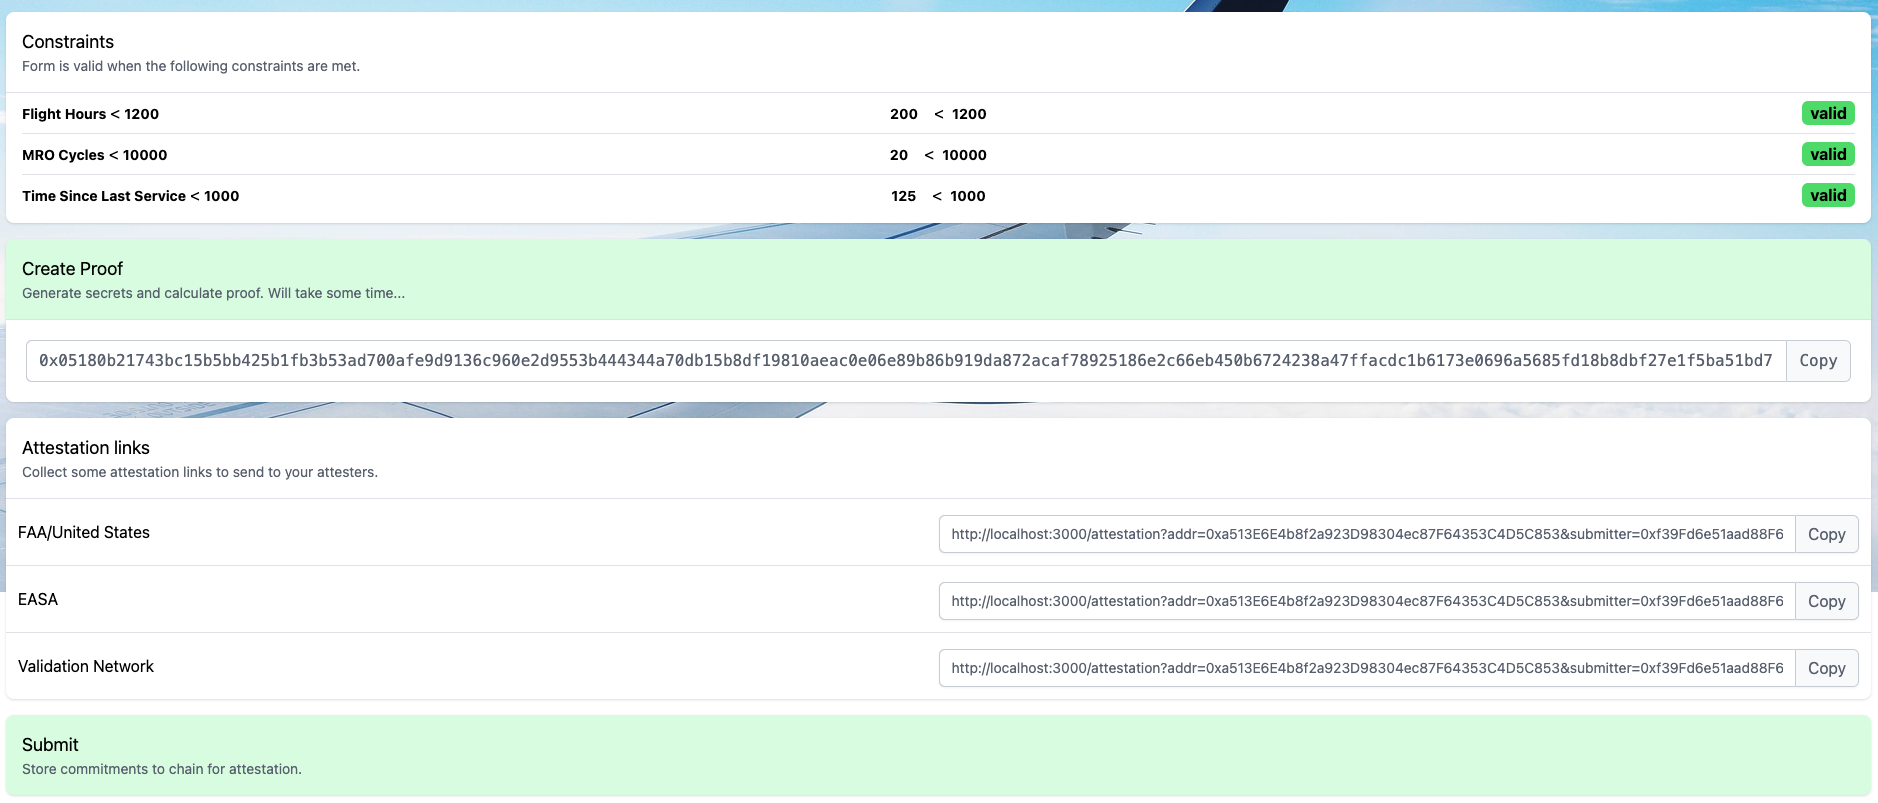 Constraints
Form is valid when the following constraints are met.
Flight Hours < 1200 200 < 1200 valid
MRO Cycles < 10000 20 < 10000 valid
Time Since Last Service < 1000 125 < 1000 valid
Create Proof
Generate secrets and calculate proof. Will take some time...
0x05180b21743bc15b5bb425b1fb3b53ad700afe9d9136c960e2d9553b444344a70db15b8df19810aeac0e06e89b86b919da872acaf78925186e2c66eb450b6724238a47ffacdc1b6173e0696a5685fd18b8dbf27e1f5ba51bd7 Copy
Attestation links
Collect some attestation links to send to your attesters.
FAA/United States http://localhost:3000/attestation?addr=0xa513E6E4b8f2a923D98304ec87F64353C4D5C853&submitter=0xf39Fd6e51aad88F6 Copy
EASA http://localhost:3000/attestation?addr=0xa513E6E4b8f2a923D98304ec87F64353C4D5C853&submitter=0xf39Fd6e51aad88F6 Copy
Validation Network http://localhost:3000/attestation?addr=0xa513E6E4b8f2a923D98304ec87F64353C4D5C853&submitter=0xf39Fd6e51aad88F6 Copy
Submit
Store commitments to chain for attestation.